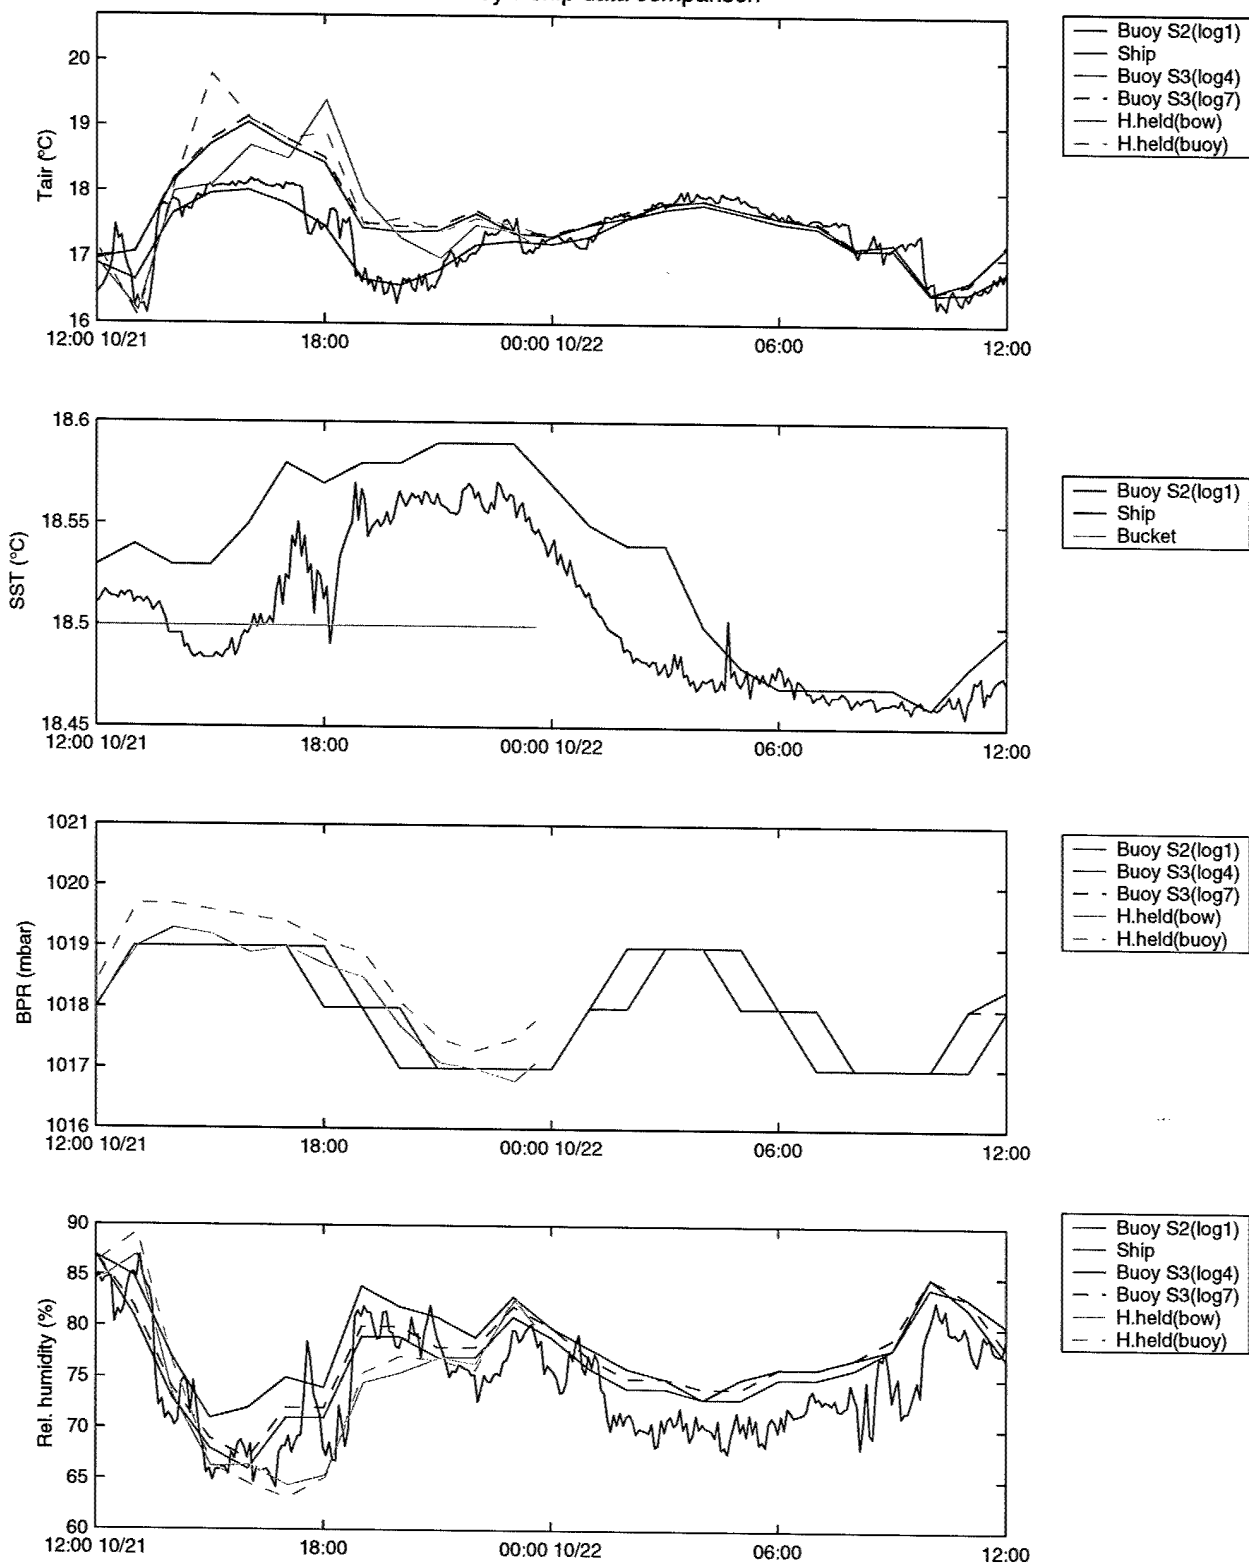 ship data comparison
20
19
18
17
16
Tair (°C)
12:00 10/21
18:00
00:00 10/22
06:00
12:00
Buoy S2(log1)
Ship
Buoy S3(log4)
Buoy S3(log7)
H.held(bow)
H.held(buoy)
18.6
18.55
18.5
18.45
SST (°C)
12:00 10/21
18:00
00:00 10/22
06:00
12:00
Buoy S2(log1)
Ship
Bucket
1021
1020
1019
1018
1017
1016
BPR (mbar)
12:00 10/21
18:00
00:00 10/22
06:00
12:00
Buoy S2(log1)
Buoy S3(log4)
Buoy S3(log7)
H.held(bow)
H.held(buoy)
90
85
80
75
70
65
60
Rel. humidity (%)
12:00 10/21
18:00
00:00 10/22
06:00
12:00
Buoy S2(log1)
Ship
Buoy S3(log4)
Buoy S3(log7)
H.held(bow)
H.held(buoy)